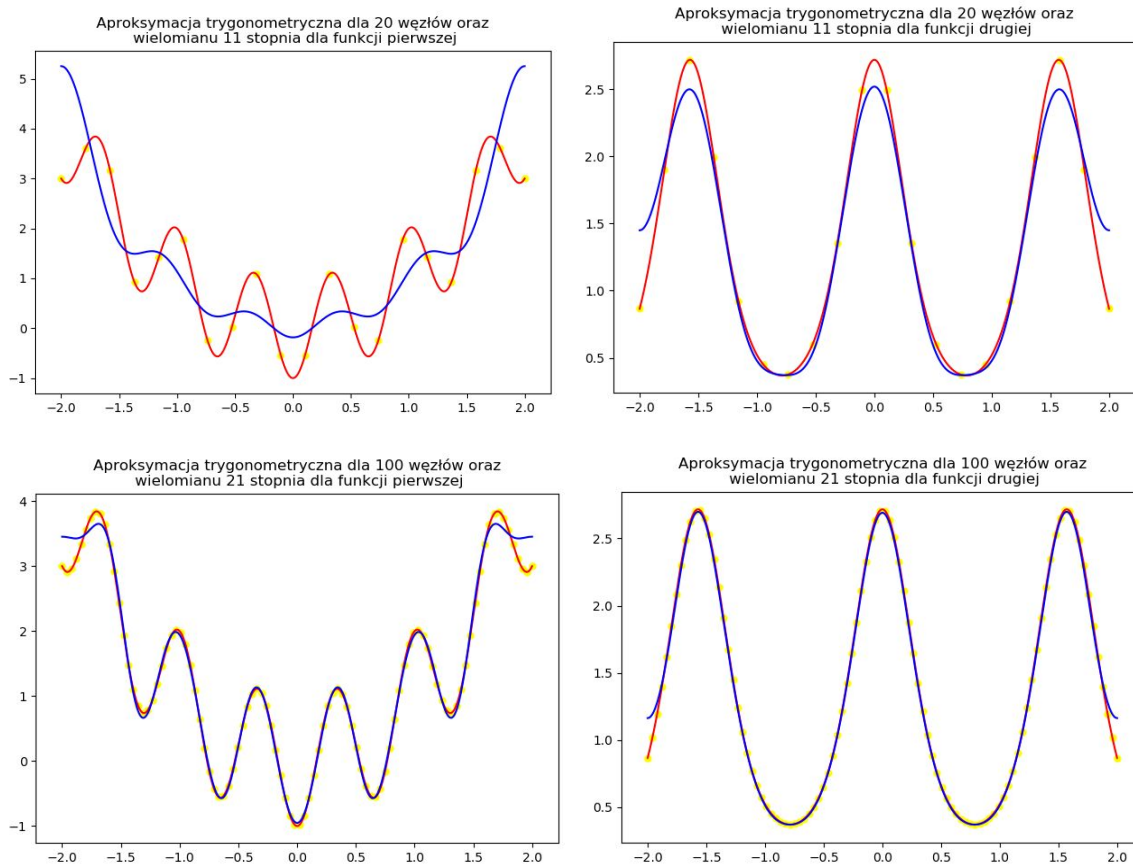 Aproksymacja trygonometryczna dla 20 węzłów oraz
wielomianu 11 stopnia dla funkcji pierwszej
5
4
3
2
1
0
−1
−2.0 −1.5 −1.0 −0.5 0.0 0.5 1.0 1.5 2.0
Aproksymacja trygonometryczna dla 20 węzłów oraz
wielomianu 11 stopnia dla funkcji drugiej
2.5
2.0
1.5
1.0
0.5
−2.0 −1.5 −1.0 −0.5 0.0 0.5 1.0 1.5 2.0
Aproksymacja trygonometryczna dla 100 węzłów oraz
wielomianu 21 stopnia dla funkcji pierwszej
4
3
2
1
0
−1
−2.0 −1.5 −1.0 −0.5 0.0 0.5 1.0 1.5 2.0
Aproksymacja trygonometryczna dla 100 węzłów oraz
wielomianu 21 stopnia dla funkcji drugiej
2.5
2.0
1.5
1.0
0.5
−2.0 −1.5 −1.0 −0.5 0.0 0.5 1.0 1.5 2.0